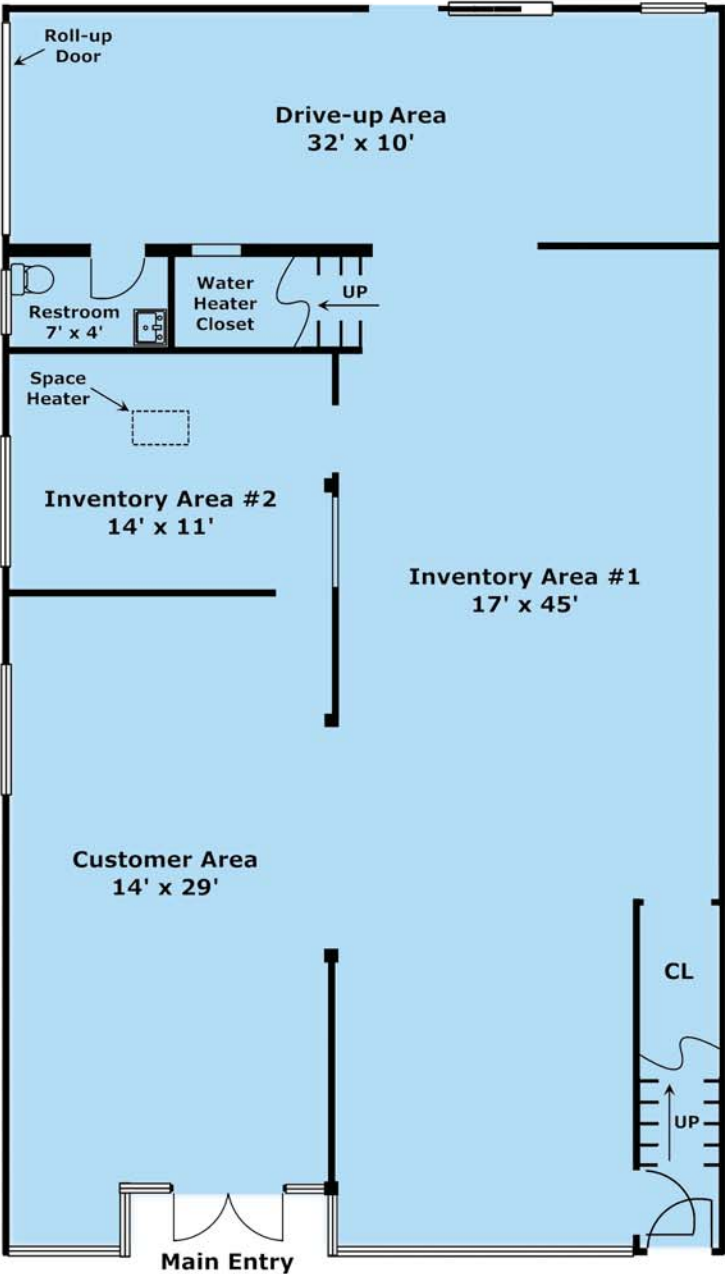 Roll-up
Door
Drive-up Area
32' x 10'
Restroom
7' x 4'
Water
Heater
Closet
UP
Space
Heater
Inventory Area #2
14' x 11'
Inventory Area #1
17' x 45'
Customer Area
14' x 29'
CL
UP
Main Entry